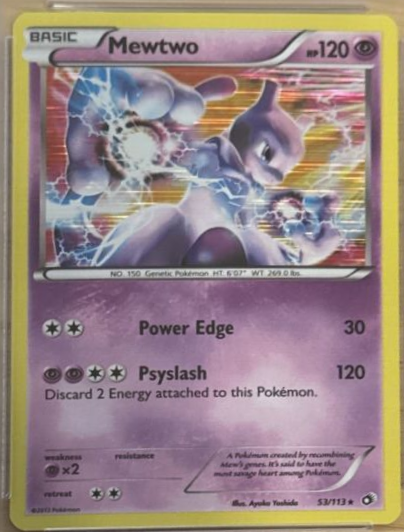 BASIC
Mewtwo
HP120
NO. 150 Genetic Pokémon HT 6'07" WT 269.0 lbs.
Power Edge 30
Psyslash 120
Discard 2 Energy attached to this Pokémon.
weakness resistance
×2
retreat
A Pokémon created by recombining
Mew's genes. It's said to have the
most savage heart among Pokémon.
Illus. Ayaka Yoshida 53/113 ★
©2013 Pokémon